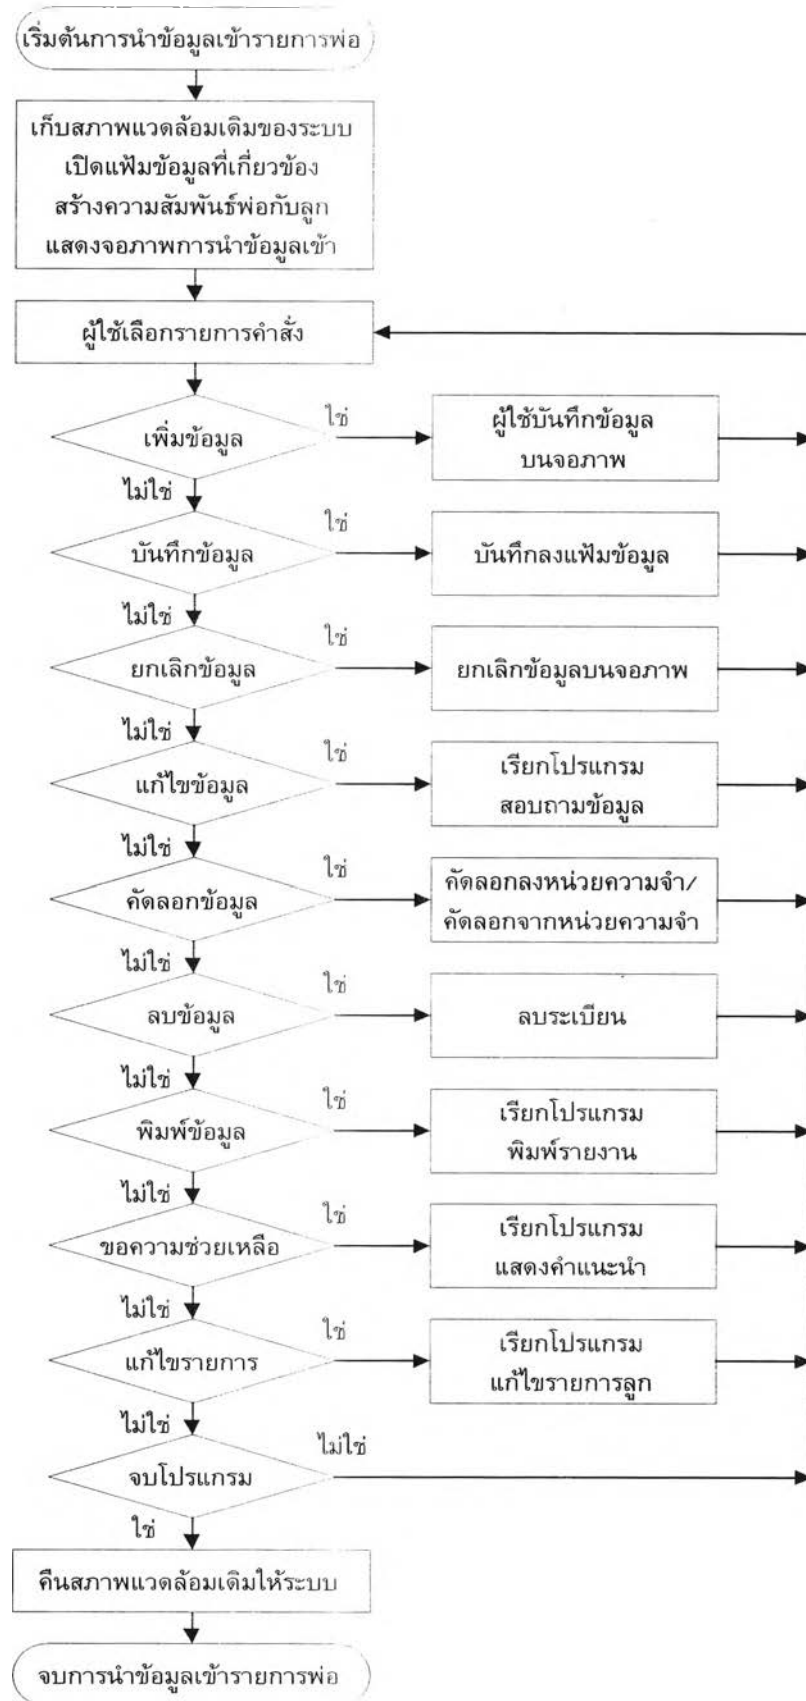 เริ่มต้นการนำข้อมูลเข้ารายการพ่อ
เก็บสภาพแวดล้อมเดิมของระบบ
เปิดแฟ้มข้อมูลที่เกี่ยวข้อง
สร้างความสัมพันธ์พ่อกับลูก
แสดงจอภาพการนำข้อมูลเข้า
ผู้ใช้เลือกรายการคำสั่ง
เพิ่มข้อมูล
ใช่
ผู้ใช้บันทึกข้อมูล
บนจอภาพ
ไม่ใช่
บันทึกข้อมูล
ใช่
บันทึกลงแฟ้มข้อมูล
ไม่ใช่
ยกเลิกข้อมูล
ใช่
ยกเลิกข้อมูลบนจอภาพ
ไม่ใช่
แก้ไขข้อมูล
ใช่
เรียกโปรแกรม
สอบถามข้อมูล
ไม่ใช่
คัดลอกข้อมูล
ใช่
คัดลอกลงหน่วยความจำ/
คัดลอกจากหน่วยความจำ
ไม่ใช่
ลบข้อมูล
ใช่
ลบระเบียน
ไม่ใช่
พิมพ์ข้อมูล
ใช่
เรียกโปรแกรม
พิมพ์รายงาน
ไม่ใช่
ขอความช่วยเหลือ
ใช่
เรียกโปรแกรม
แสดงคำแนะนำ
ไม่ใช่
แก้ไขรายการ
ใช่
เรียกโปรแกรม
แก้ไขรายการลูก
ไม่ใช่
จบโปรแกรม
ไม่ใช่
ใช่
คืนสภาพแวดล้อมเดิมให้ระบบ
จบการนำข้อมูลเข้ารายการพ่อ